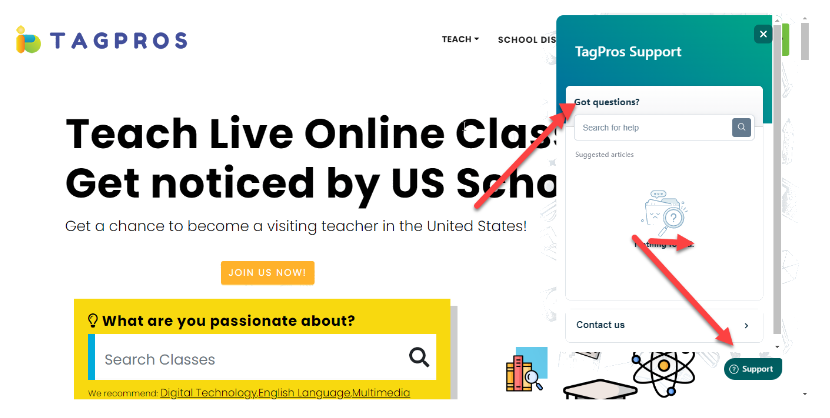 TAGPROS
TEACH
SCHOOL DIS
Teach Live Online Class
Get noticed by US Scho
Get a chance to become a visiting teacher in the United States!
JOIN US NOW!
What are you passionate about?
Search Classes
We recommend: Digital Technology,English Language,Multimedia
TagPros Support
Got questions?
Search for help
Suggested articles
Contact us
Support